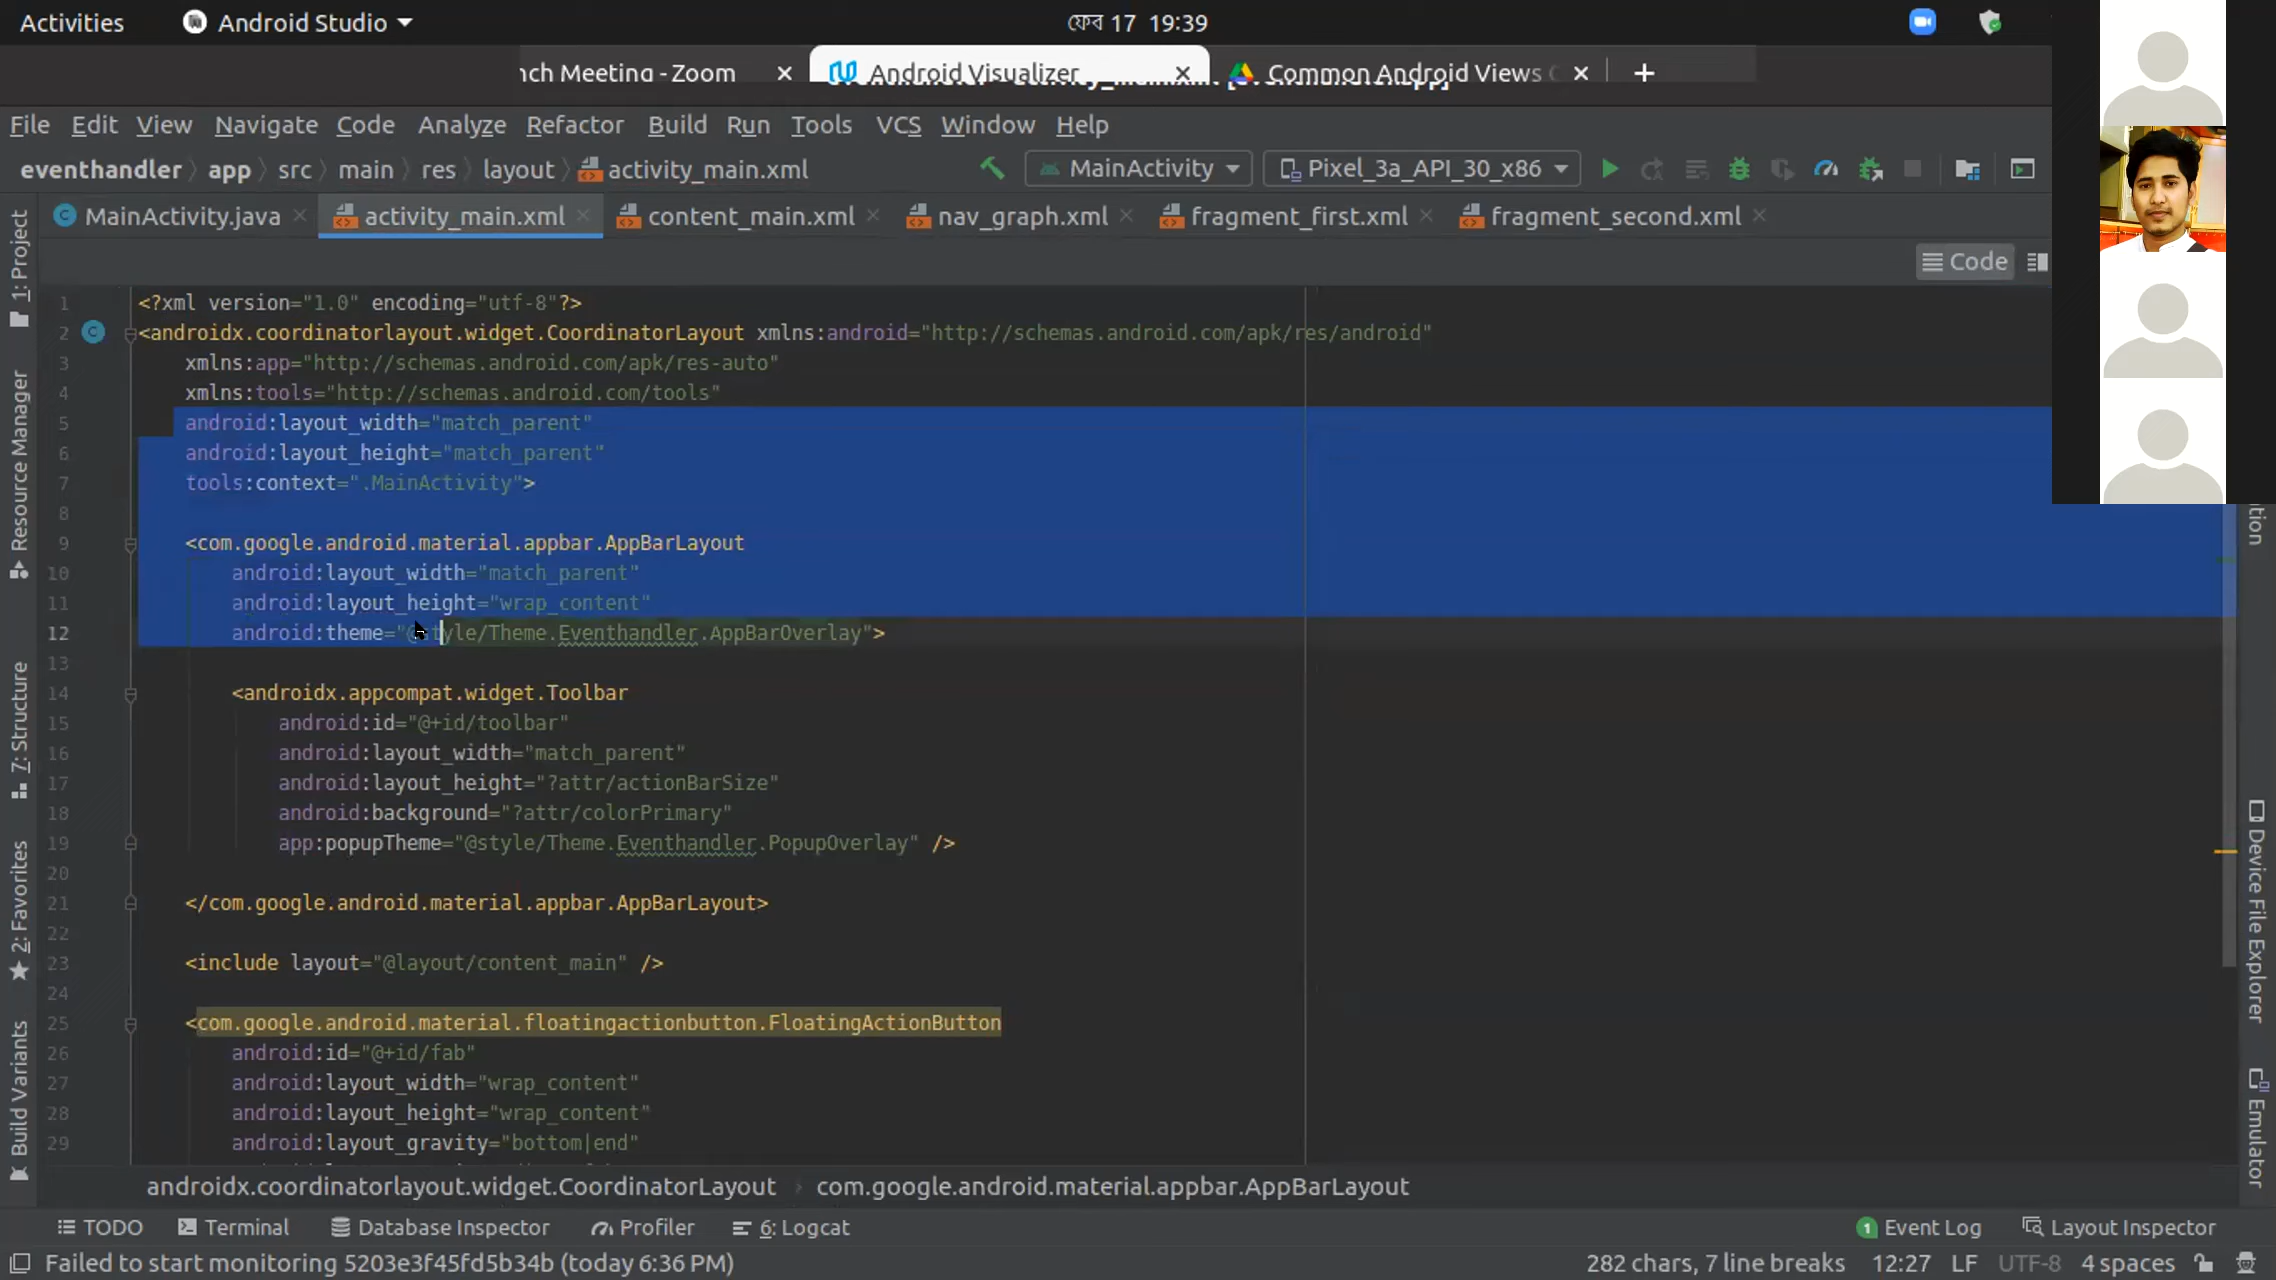 Activities Android Studio ফেব 17 19:39
nch Meeting - Zoom Android Visualizer Common Android Views
File Edit View Navigate Code Analyze Refactor Build Run Tools VCS Window Help
eventhandler app src main res layout activity_main.xml MainActivity Pixel_3a_API_30_x86
MainActivity.java activity_main.xml content_main.xml nav_graph.xml fragment_first.xml fragment_second.xml
Code
1 <?xml version="1.0" encoding="utf-8"?>
2 <androidx.coordinatorlayout.widget.CoordinatorLayout xmlns:android="http://schemas.android.com/apk/res/android"
3 xmlns:app="http://schemas.android.com/apk/res-auto"
4 xmlns:tools="http://schemas.android.com/tools"
5 android:layout_width="match_parent"
6 android:layout_height="match_parent"
7 tools:context=".MainActivity">
8
9 <com.google.android.material.appbar.AppBarLayout
10 android:layout_width="match_parent"
11 android:layout_height="wrap_content"
12 android:theme="@style/Theme.Eventhandler.AppBarOverlay">
13
14 <androidx.appcompat.widget.Toolbar
15 android:id="@+id/toolbar"
16 android:layout_width="match_parent"
17 android:layout_height="?attr/actionBarSize"
18 android:background="?attr/colorPrimary"
19 app:popupTheme="@style/Theme.Eventhandler.PopupOverlay" />
20
21 </com.google.android.material.appbar.AppBarLayout>
22
23 <include layout="@layout/content_main" />
24
25 <com.google.android.material.floatingactionbutton.FloatingActionButton
26 android:id="@+id/fab"
27 android:layout_width="wrap_content"
28 android:layout_height="wrap_content"
29 android:layout_gravity="bottom|end"
androidx.coordinatorlayout.widget.CoordinatorLayout com.google.android.material.appbar.AppBarLayout
TODO Terminal Database Inspector Profiler 6: Logcat 1 Event Log Layout Inspector
Failed to start monitoring 5203e3f45fd5b34b (today 6:36 PM) 282 chars, 7 line breaks 12:27 LF UTF-8 4 spaces
1: Project
Resource Manager
7: Structure
2: Favorites
Build Variants
Device File Explorer
Emulator